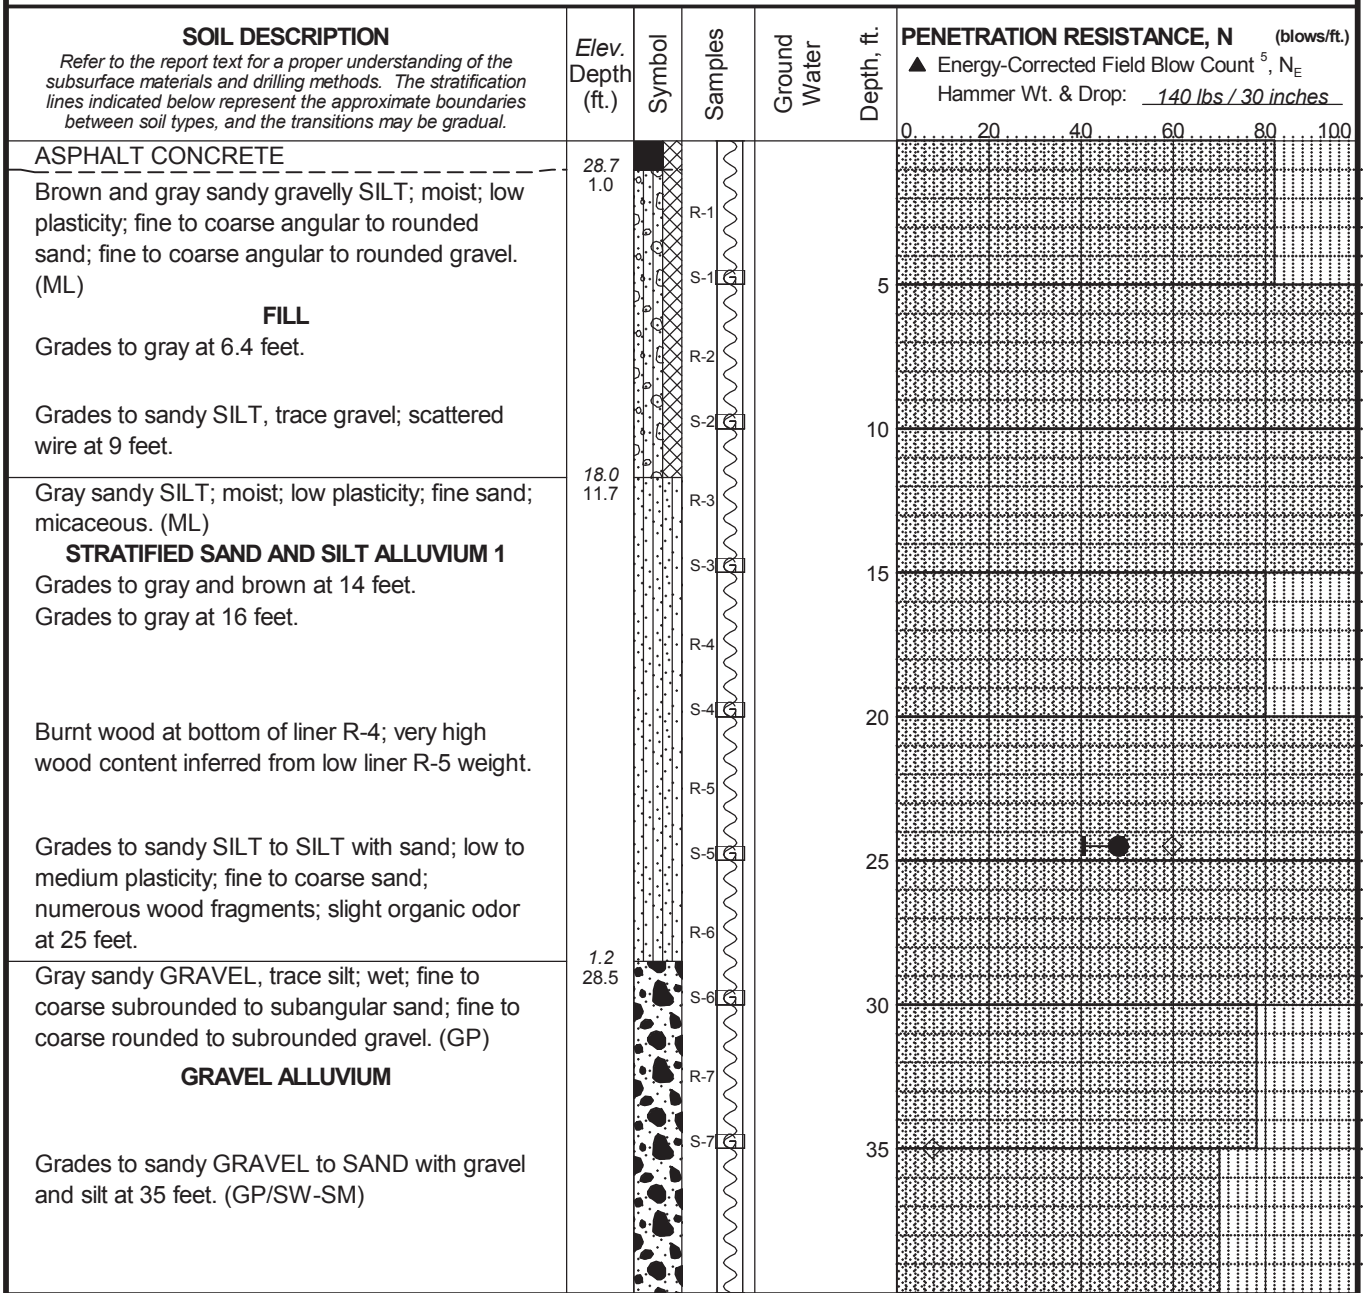 SOIL DESCRIPTION
Refer to the report text for a proper understanding of the
subsurface materials and drilling methods. The stratification
lines indicated below represent the approximate boundaries
between soil types, and the transitions may be gradual.
Elev.
Depth
(ft.)
Symbol
Samples
Ground
Water
Depth, ft.
PENETRATION RESISTANCE, N (blows/ft.)
▲ Energy-Corrected Field Blow Count 5, NE
Hammer Wt. & Drop: 140 lbs / 30 inches
0 20 40 60 80 100
ASPHALT CONCRETE
28.7
1.0
Brown and gray sandy gravelly SILT; moist; low
plasticity; fine to coarse angular to rounded
sand; fine to coarse angular to rounded gravel.
(ML)
FILL
Grades to gray at 6.4 feet.
Grades to sandy SILT, trace gravel; scattered
wire at 9 feet.
18.0
11.7
Gray sandy SILT; moist; low plasticity; fine sand;
micaceous. (ML)
STRATIFIED SAND AND SILT ALLUVIUM 1
Grades to gray and brown at 14 feet.
Grades to gray at 16 feet.
Burnt wood at bottom of liner R-4; very high
wood content inferred from low liner R-5 weight.
Grades to sandy SILT to SILT with sand; low to
medium plasticity; fine to coarse sand;
numerous wood fragments; slight organic odor
at 25 feet.
1.2
28.5
Gray sandy GRAVEL, trace silt; wet; fine to
coarse subrounded to subangular sand; fine to
coarse rounded to subrounded gravel. (GP)
GRAVEL ALLUVIUM
Grades to sandy GRAVEL to SAND with gravel
and silt at 35 feet. (GP/SW-SM)
R-1
S-1 G
R-2
S-2 G
R-3
S-3 G
R-4
S-4 G
R-5
S-5 G
R-6
S-6 G
R-7
S-7 G
5
10
15
20
25
30
35